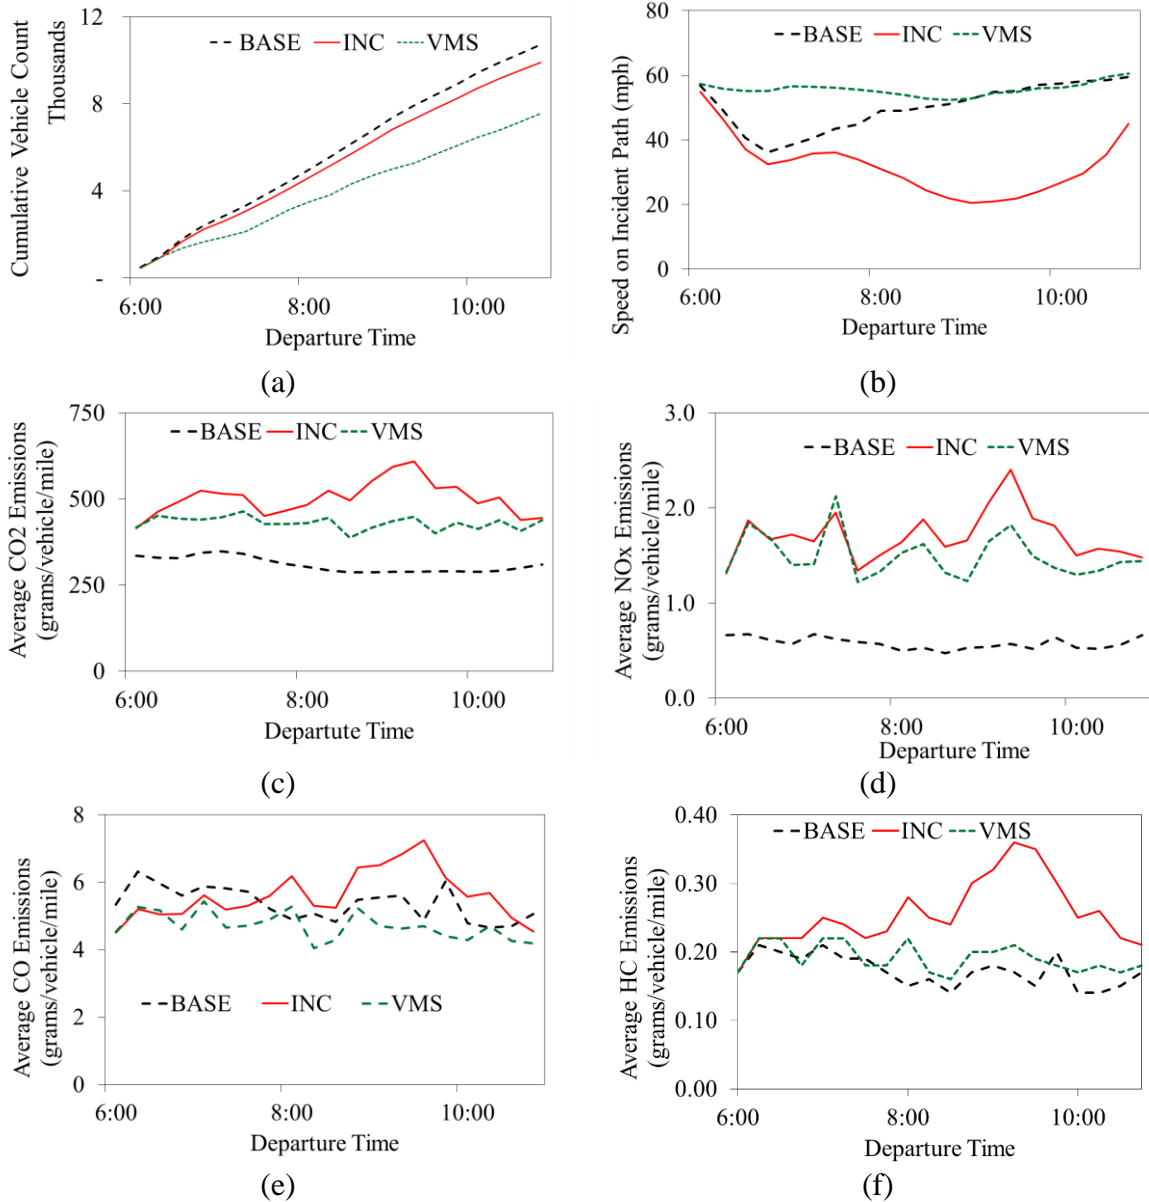 Cumulative Vehicle Count
Thousands
12
8
4
-
BASE INC VMS
6:00 8:00 10:00
Departure Time
(a)
Speed on Incident Path (mph)
80
60
40
20
0
BASE INC VMS
6:00 8:00 10:00
Departure Time
(b)
Average CO2 Emissions
(grams/vehicle/mile)
750
500
250
0
BASE INC VMS
6:00 8:00 10:00
Departute Time
(c)
Average NOx Emissions
(grams/vehicle/mile)
3.0
2.0
1.0
0.0
BASE INC VMS
6:00 8:00 10:00
Departure Time
(d)
Average CO Emissions
(grams/vehicle/mile)
8
6
4
2
0
BASE INC VMS
6:00 8:00 10:00
Departure Time
(e)
Average HC Emissions
(grams/vehicle/mile)
0.40
0.30
0.20
0.10
0.00
BASE INC VMS
6:00 8:00 10:00
Departure Time
(f)